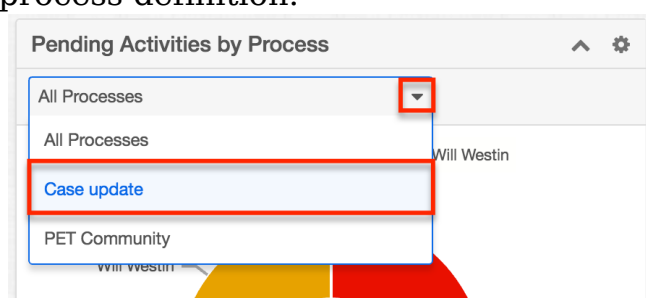 process definition.
Pending Activities by Process
All Processes
All Processes
Will Westin
Case update
PET Community
Will Westin